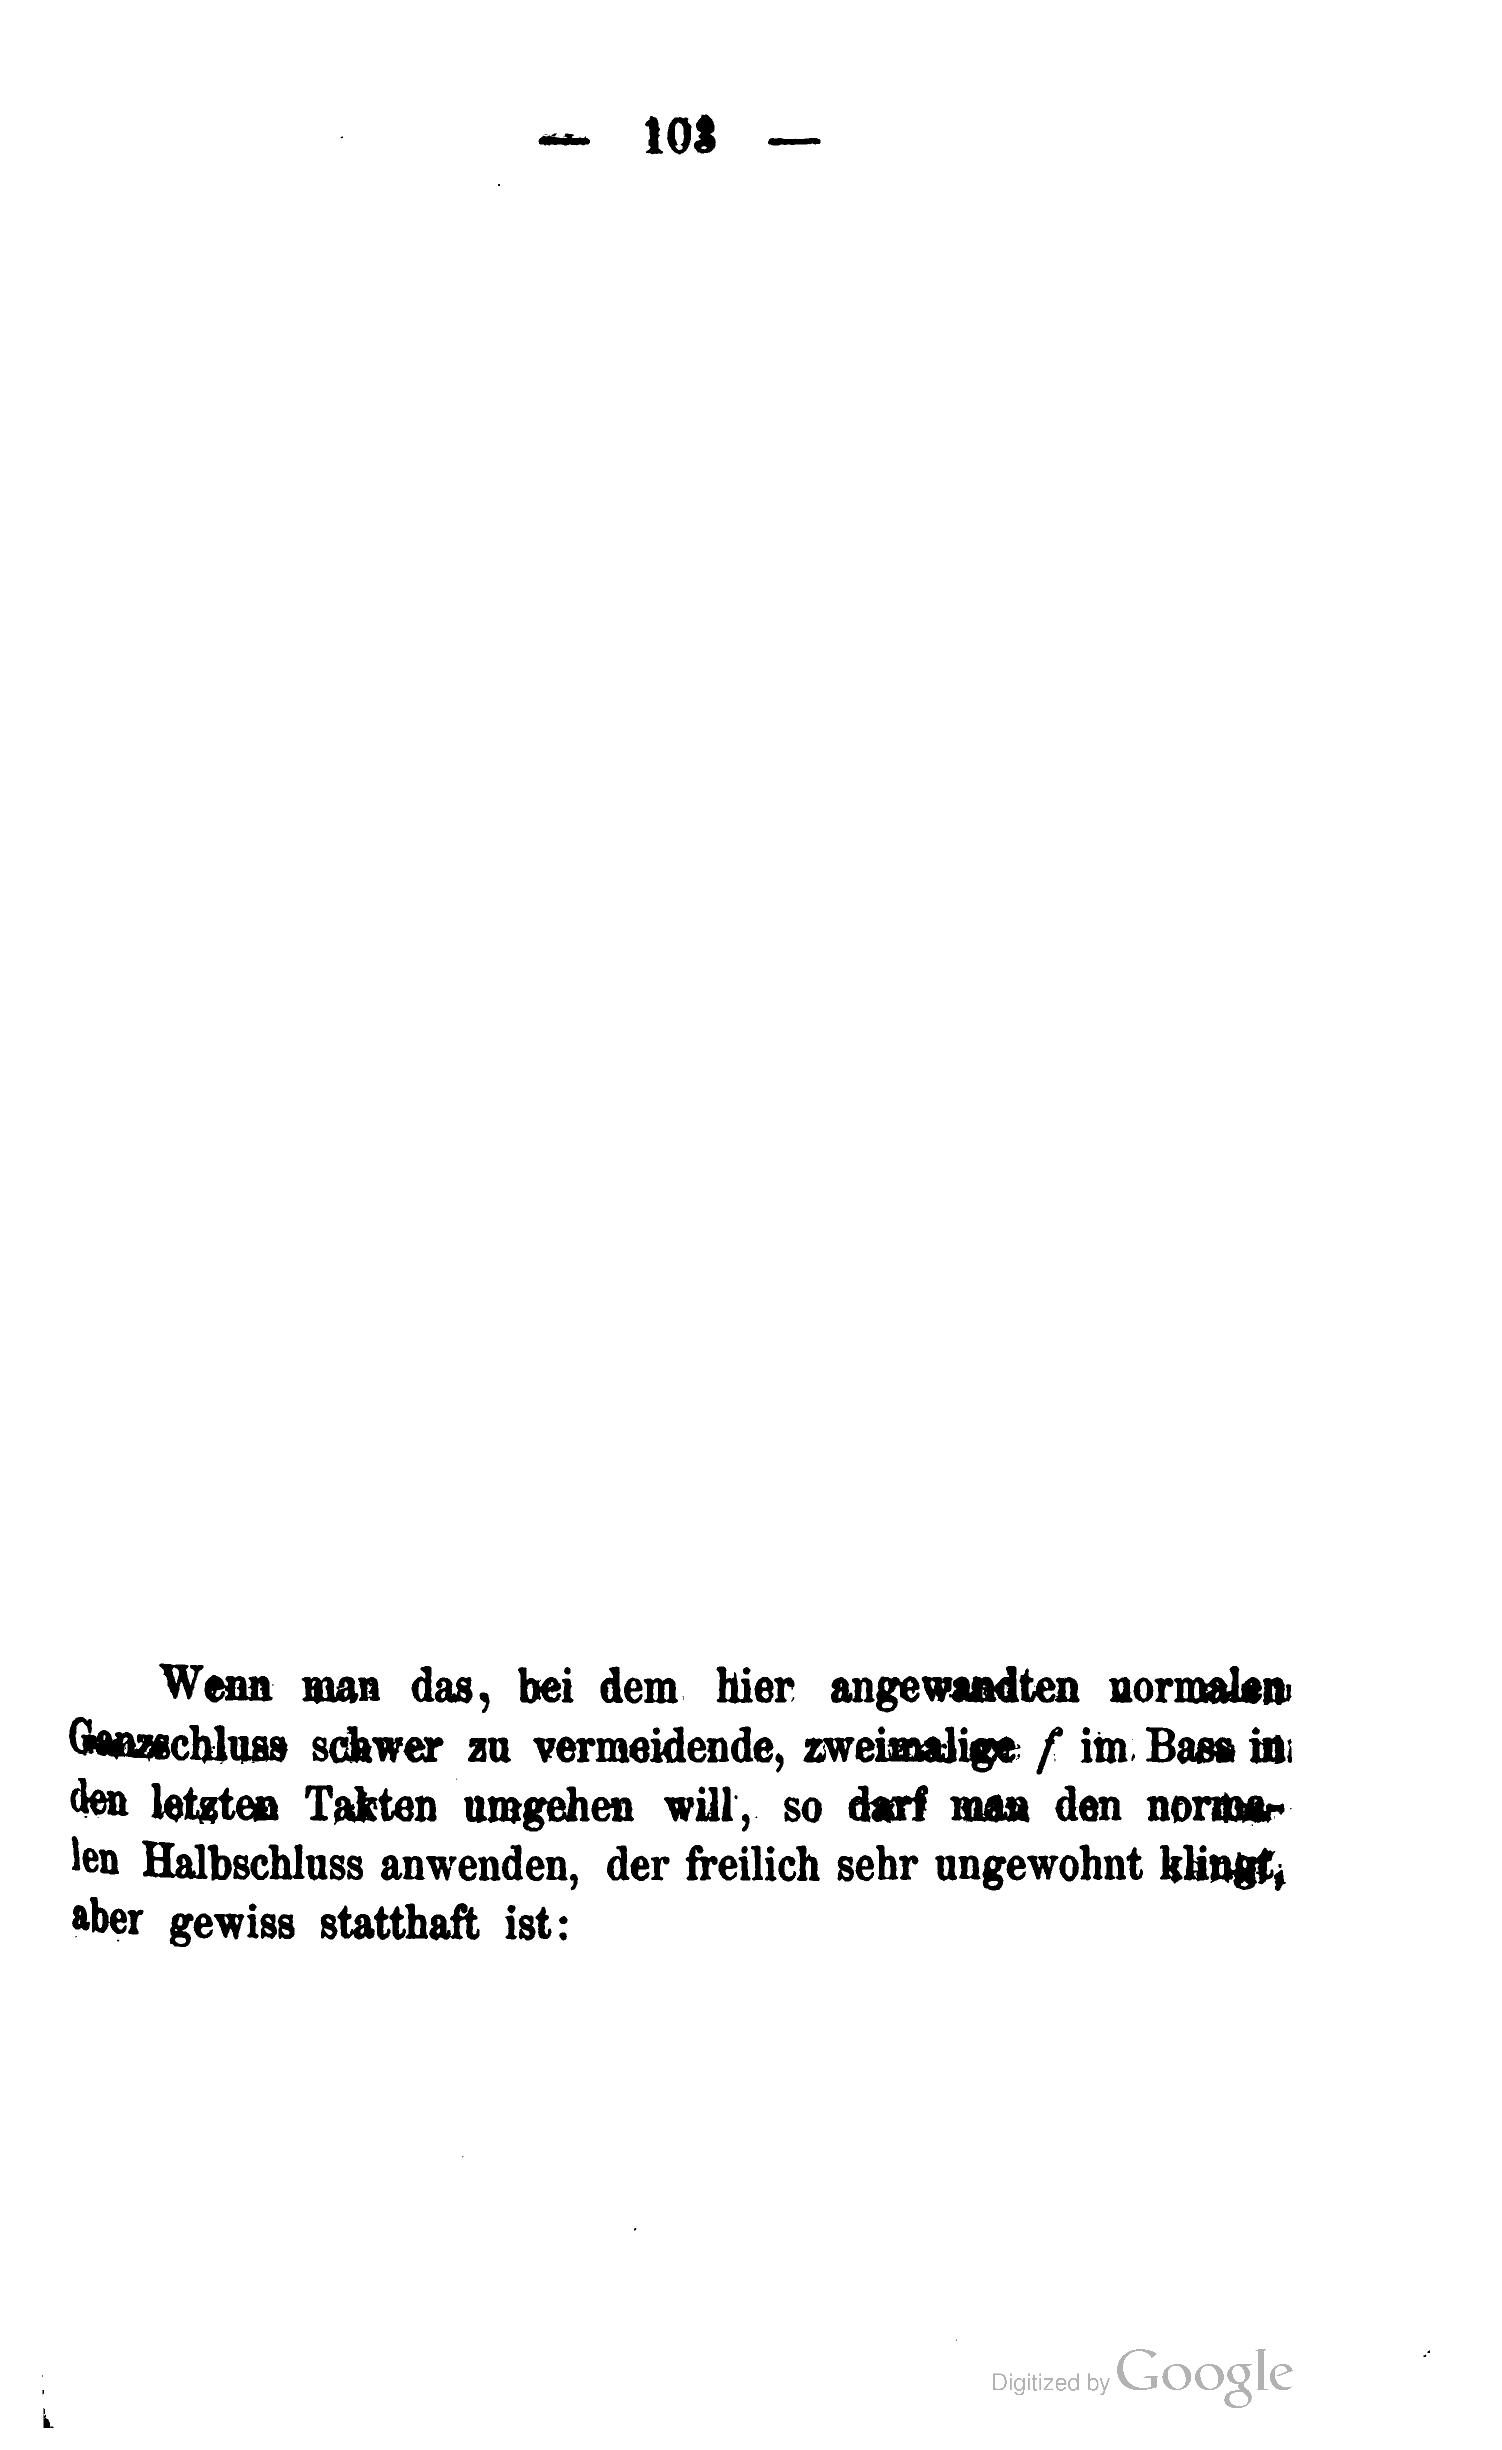 — 103 —
Wenn man das, bei dem hier angewandten normalen
Ganzschluss schwer zu vermeidende, zweimalige f im Bass in
den letzten Takten umgehen will, so darf man den norma-
len Halbschluss anwenden, der freilich sehr ungewohnt klingt,
aber gewiss statthaft ist:
Digitized by Google